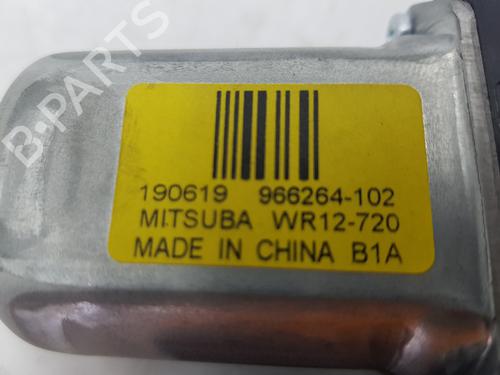 B-PARTS
190619 966264-102
MITSUBA WR12-720
MADE IN CHINA B1A